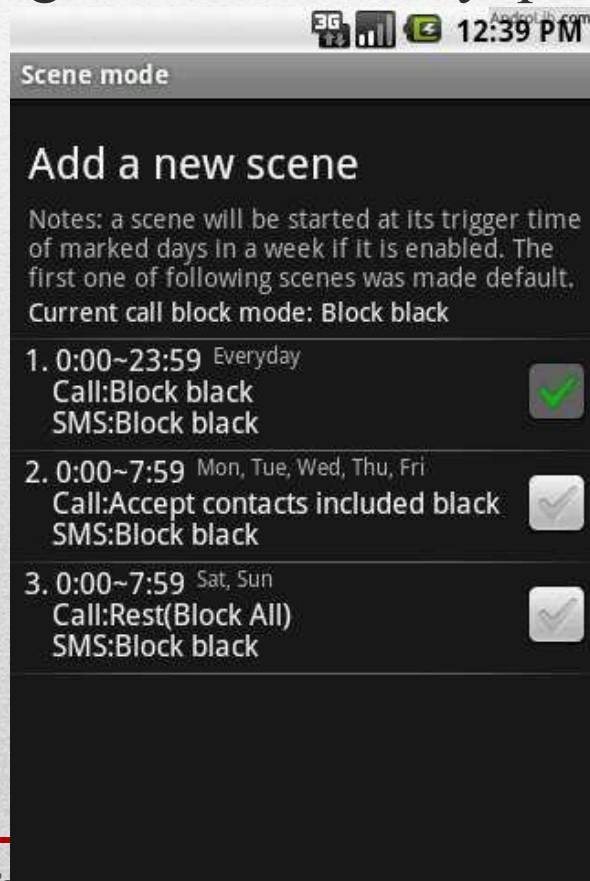 3G 12:39 PM
AndroLib.com
Scene mode
Add a new scene
Notes: a scene will be started at its trigger time
of marked days in a week if it is enabled. The
first one of following scenes was made default.
Current call block mode: Block black
1. 0:00~23:59 Everyday
Call:Block black
SMS:Block black
2. 0:00~7:59 Mon, Tue, Wed, Thu, Fri
Call:Accept contacts included black
SMS:Block black
3. 0:00~7:59 Sat, Sun
Call:Rest(Block All)
SMS:Block black